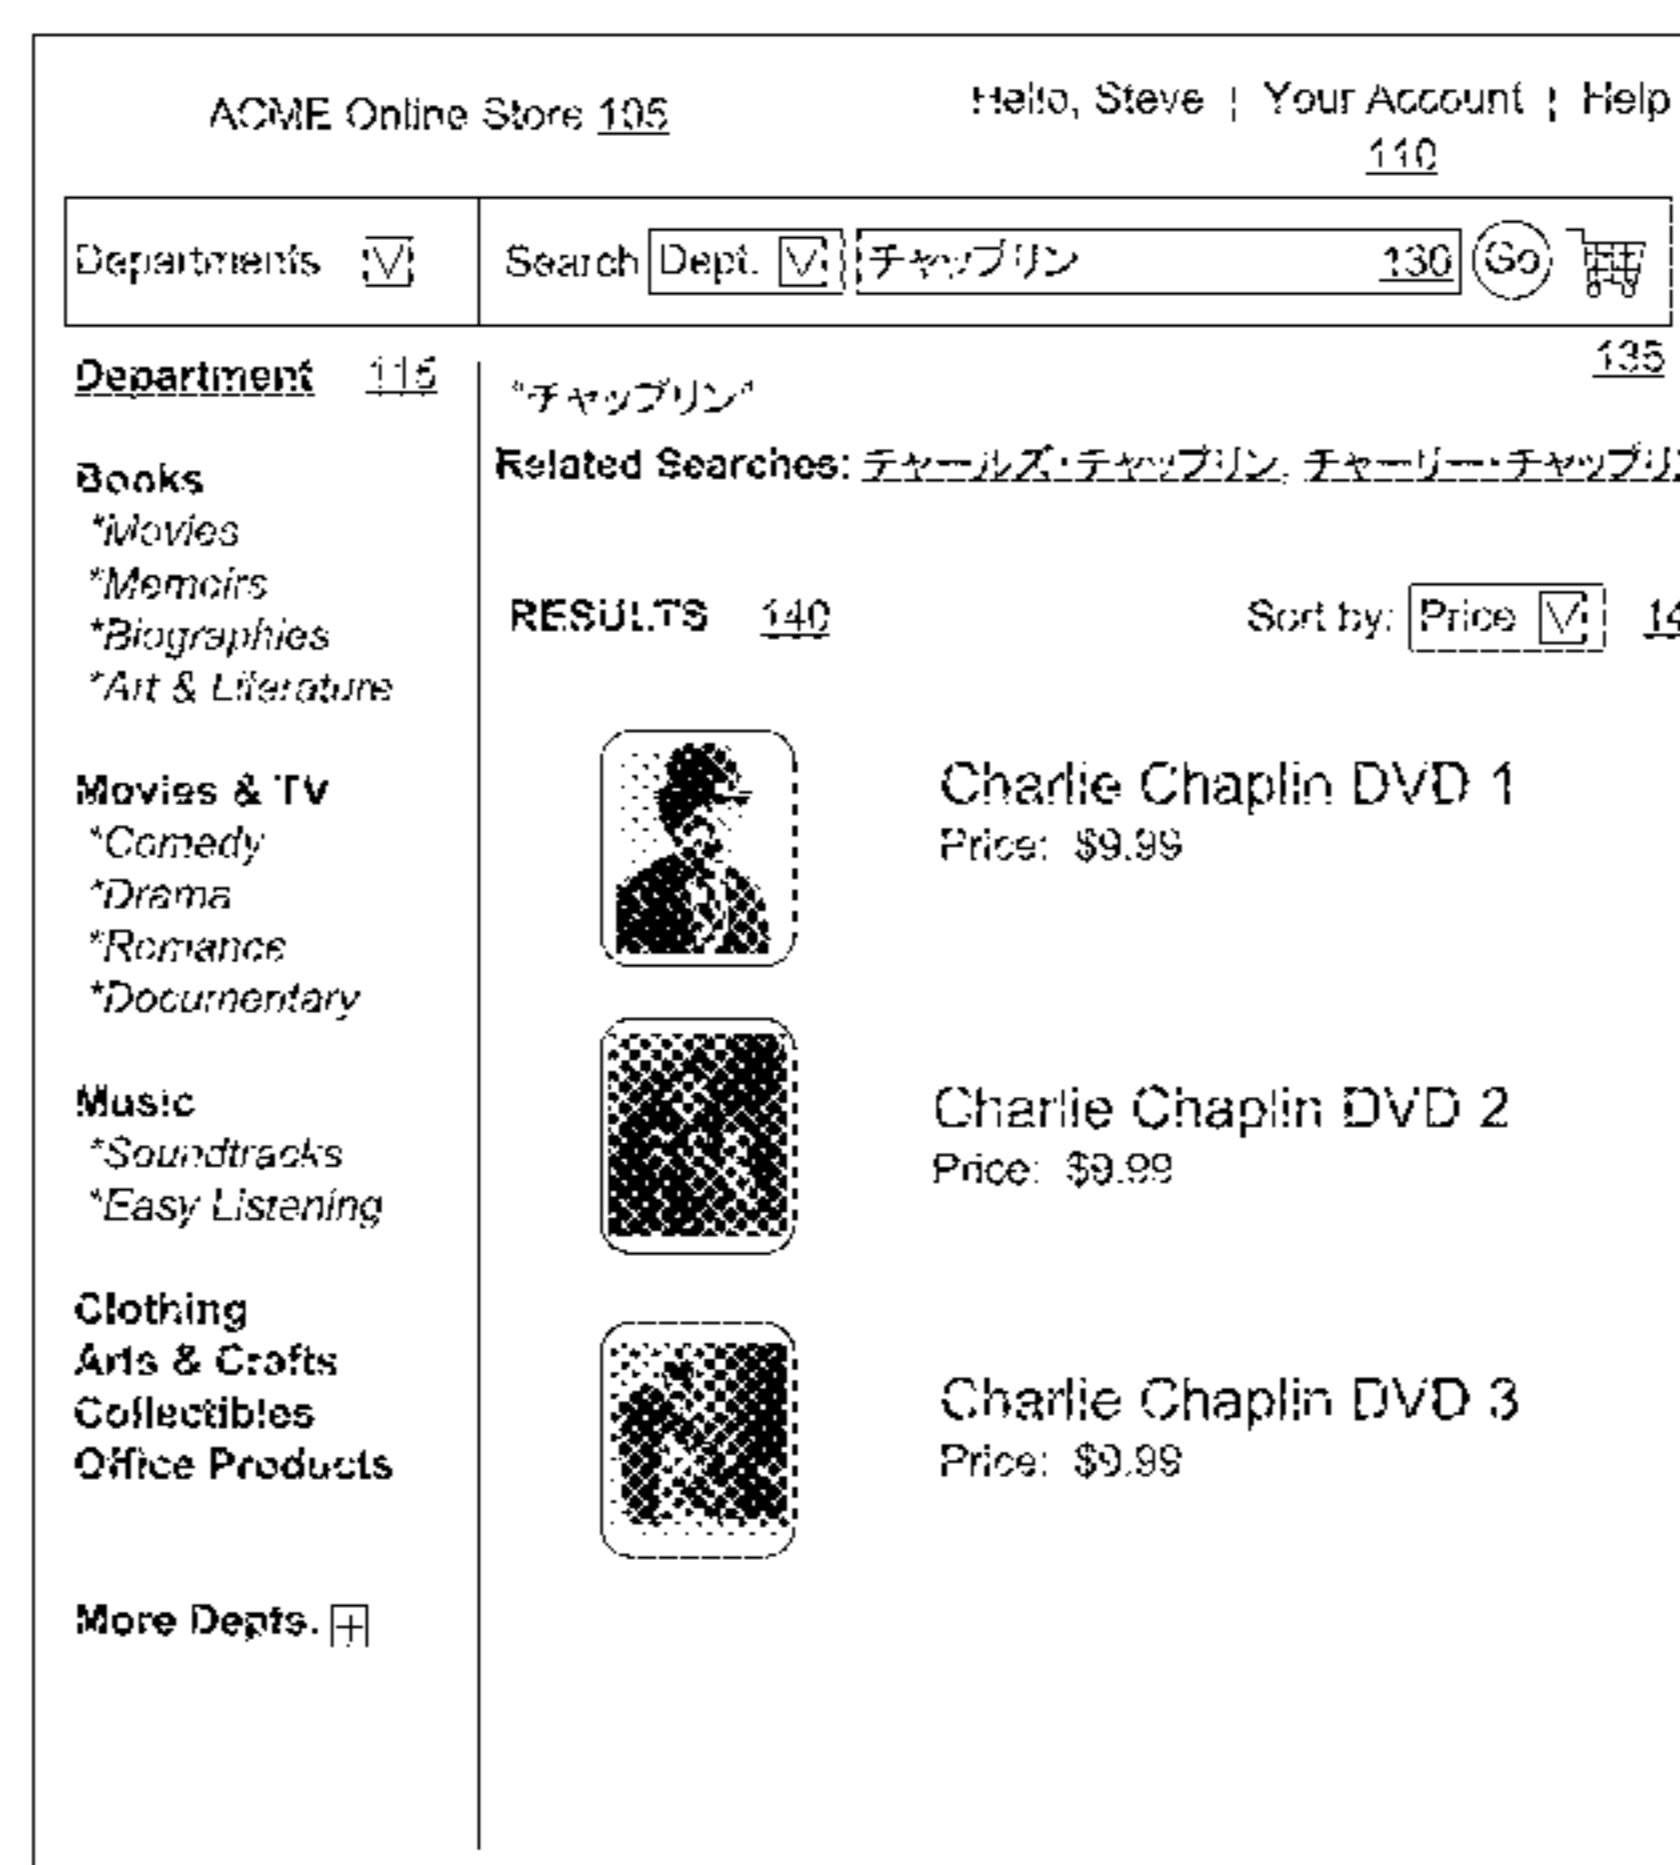 ACME Online Store 105
Hello, Steve | Your Account | Help
110
Departments V
Search Dept. V チャップリン 130 Go
135
Department 115
Books
*Movies
*Memoirs
*Biographies
*Art & Literature
Movies & TV
*Comedy
*Drama
*Romance
*Documentary
Music
*Soundtracks
*Easy Listening
Clothing
Arts & Crafts
Collectibles
Office Products
More Depts. +
"チャップリン"
Related Searches: チャールズ・チャップリン, チャーリー・チャップリン
RESULTS 140
Sort by: Price V
Charlie Chaplin DVD 1
Price: $9.99
Charlie Chaplin DVD 2
Price: $9.99
Charlie Chaplin DVD 3
Price: $9.99